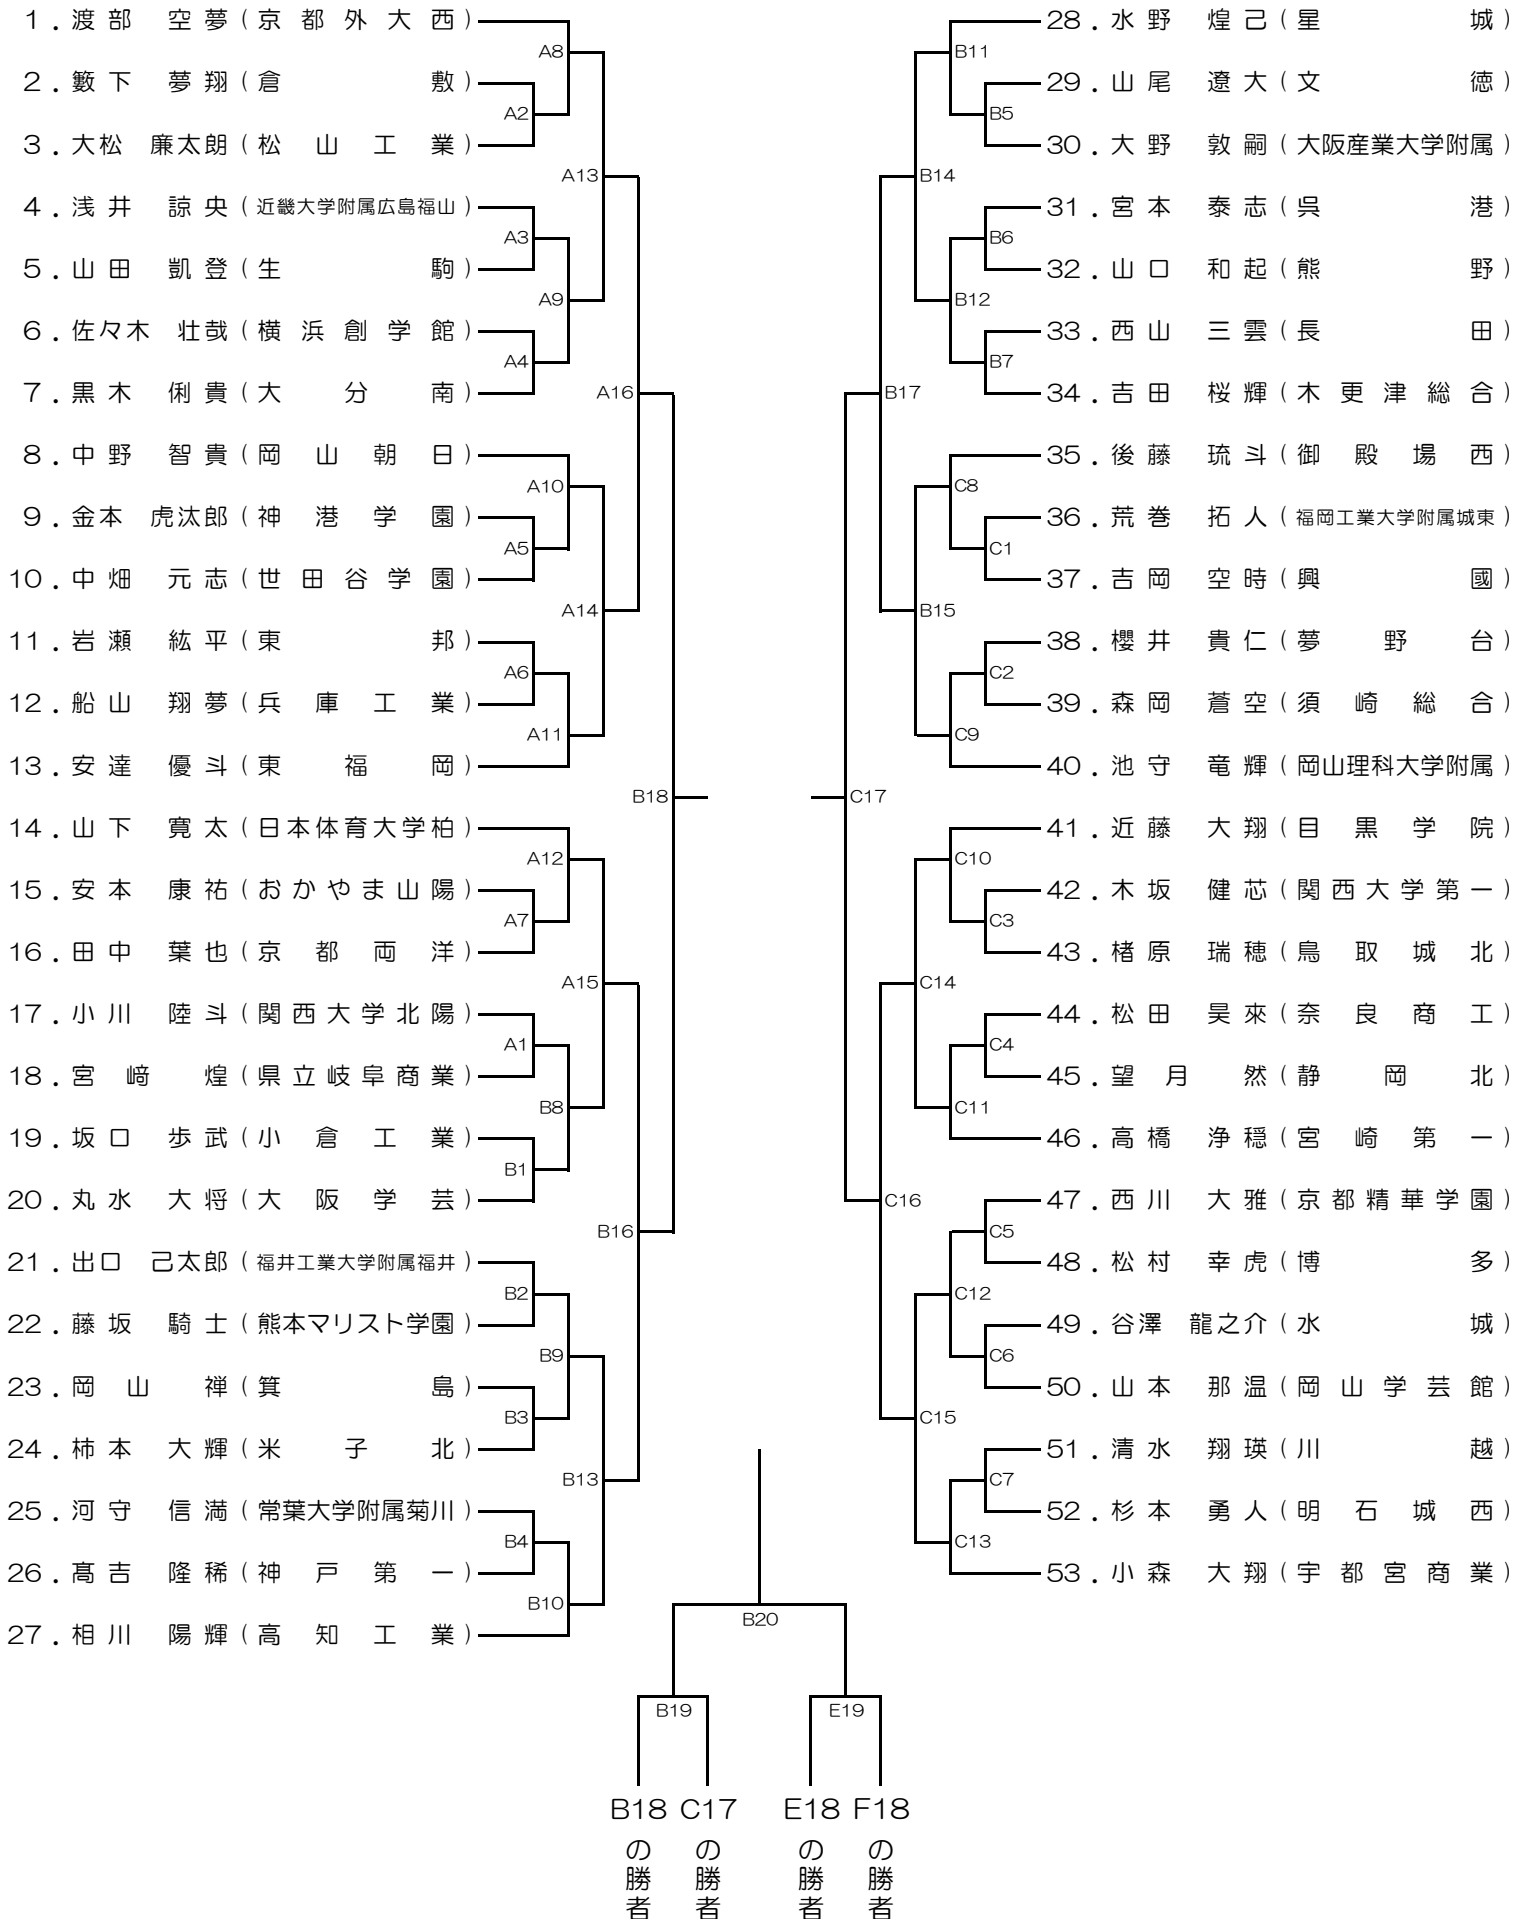 1．渡部 空夢（京都外大西）
2．籔下 夢翔（倉敷）
3．大松 廉太朗（松山工業）
4．浅井 諒央（近畿大学附属広島福山）
5．山田 凱登（生駒）
6．佐々木 壮哉（横浜創学館）
7．黒木 俐貴（大分南）
8．中野 智貴（岡山朝日）
9．金本 虎汰郎（神港学園）
10．中畑 元志（世田谷学園）
11．岩瀬 紘平（東邦）
12．船山 翔夢（兵庫工業）
13．安達 優斗（東福岡）
14．山下 寛太（日本体育大学柏）
15．安本 康祐（おかやま山陽）
16．田中 葉也（京都両洋）
17．小川 陸斗（関西大学北陽）
18．宮﨑 煌（県立岐阜商業）
19．坂口 歩武（小倉工業）
20．丸水 大将（大阪学芸）
21．出口 己太郎（福井工業大学附属福井）
22．藤坂 騎士（熊本マリスト学園）
23．岡山 禅（箕島）
24．柿本 大輝（米子北）
25．河守 信満（常葉大学附属菊川）
26．髙吉 隆稀（神戸第一）
27．相川 陽輝（高知工業）
A8
A2
A13
A3
A9
A4
A16
A10
A5
A14
A6
A11
B18
A12
A7
A15
A1
B8
B1
B16
B2
B9
B3
B13
B4
B10
28．水野 煌己（星城）
29．山尾 遼大（文徳）
30．大野 敦嗣（大阪産業大学附属）
31．宮本 泰志（呉港）
32．山口 和起（熊野）
33．西山 三雲（長田）
34．吉田 桜輝（木更津総合）
35．後藤 琉斗（御殿場西）
36．荒巻 拓人（福岡工業大学附属城東）
37．吉岡 空時（興國）
38．櫻井 貴仁（夢野台）
39．森岡 蒼空（須崎総合）
40．池守 竜輝（岡山理科大学附属）
41．近藤 大翔（目黒学院）
42．木坂 健芯（関西大学第一）
43．楮原 瑞穂（鳥取城北）
44．松田 昊來（奈良商工）
45．望月 然（静岡北）
46．高橋 浄穏（宮崎第一）
47．西川 大雅（京都精華学園）
48．松村 幸虎（博多）
49．谷澤 龍之介（水城）
50．山本 那温（岡山学芸館）
51．清水 翔瑛（川越）
52．杉本 勇人（明石城西）
53．小森 大翔（宇都宮商業）
B11
B5
B14
B6
B12
B7
B17
C8
C1
B15
C2
C9
C17
C10
C3
C14
C4
C11
C16
C5
C12
C6
C15
C7
C13
B20
B19 E19
B18の勝者
C17の勝者
E18の勝者
F18の勝者